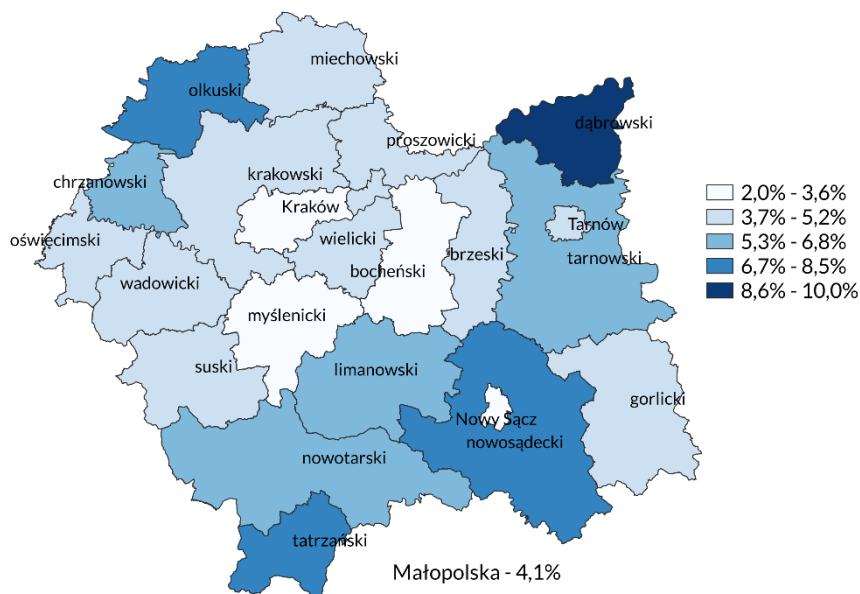 miechowski
olkuski
dąbrowski
proszowicki
krakowski
chrzanowski
Kraków
Tarnów
oświęcimski
wielicki
brzeski
tarnowski
bocheński
wadowicki
myślenicki
suski
limanowski
gorlicki
Nowy Sącz
nowosądecki
nowotarski
tatrzański
2,0% - 3,6%
3,7% - 5,2%
5,3% - 6,8%
6,7% - 8,5%
8,6% - 10,0%
Małopolska - 4,1%